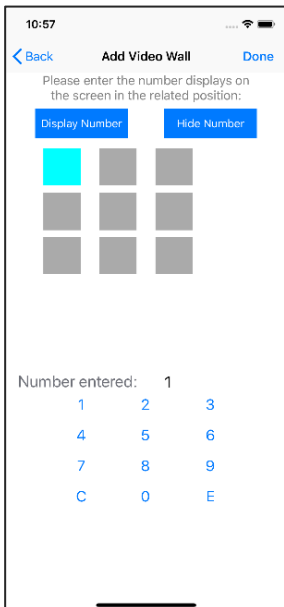 10:57
Back Add Video Wall Done
Please enter the number displays on
the screen in the related position:
Display Number Hide Number
Number entered: 1
1 2 3
4 5 6
7 8 9
C 0 E